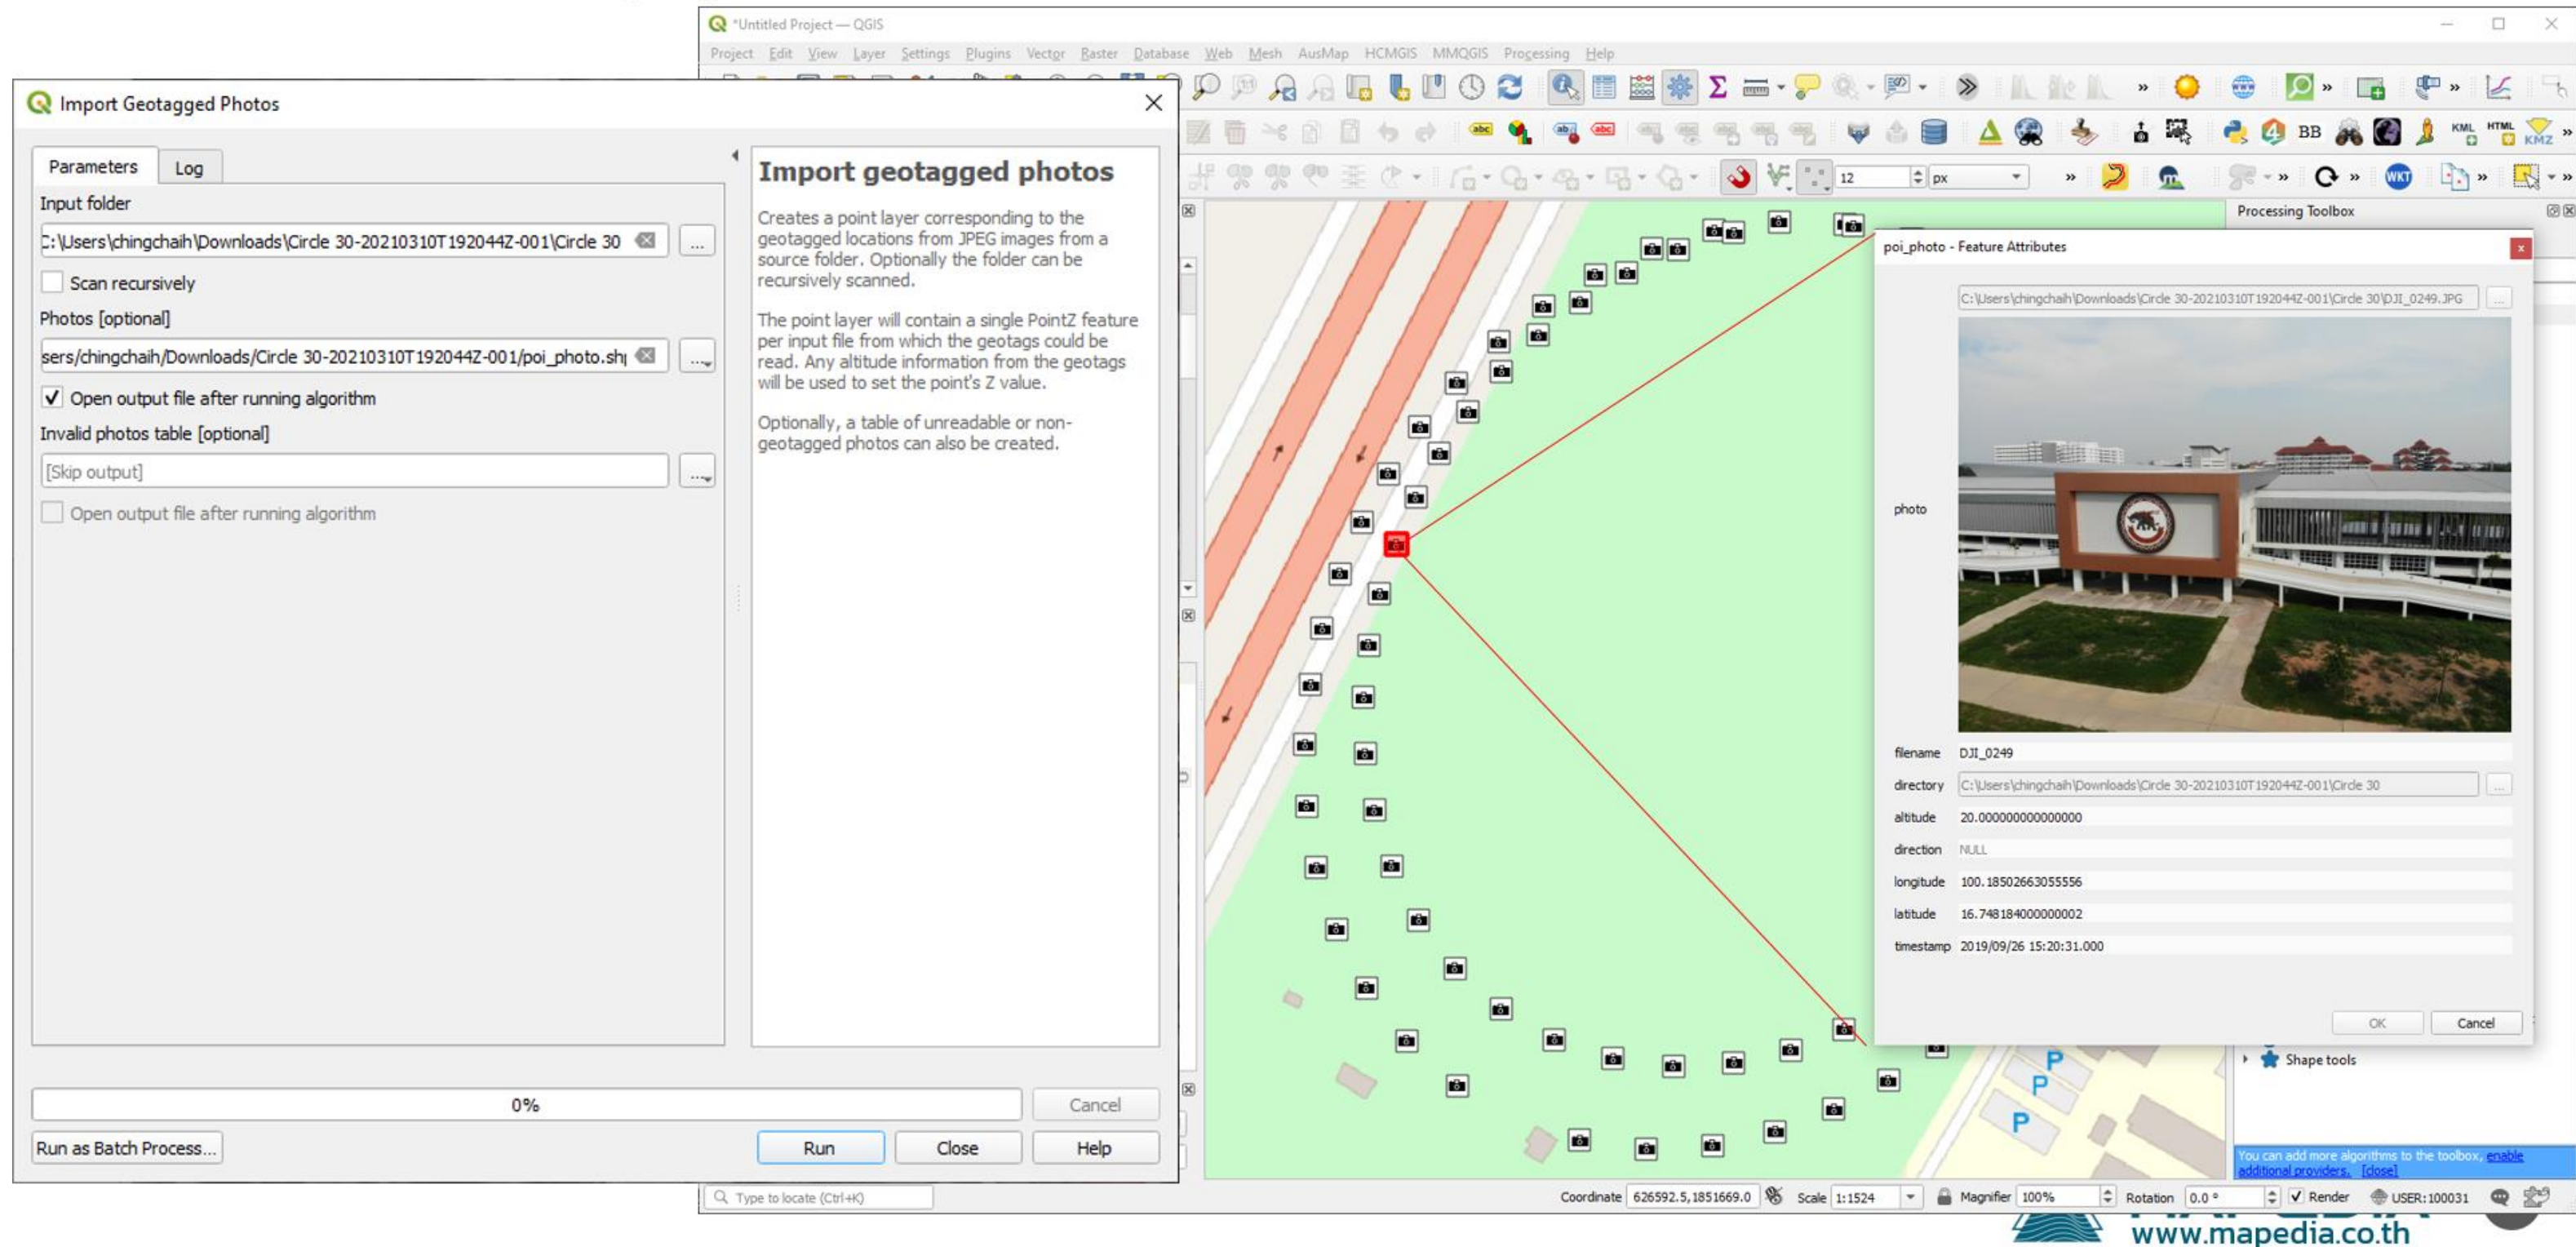 *Untitled Project — QGIS
Project Edit View Layer Settings Plugins Vector Raster Database Web Mesh AusMap HCMGIS MMQGIS Processing Help
Import Geotagged Photos
Parameters
Log
Input folder
C:\Users\chingchaih\Downloads\Circle 30-20210310T192044Z-001\Circle 30
...
Scan recursively
Photos [optional]
sers/chingchaih/Downloads/Circle 30-20210310T192044Z-001/poi_photo.shp
...
Open output file after running algorithm
Invalid photos table [optional]
[Skip output]
...
Open output file after running algorithm
Import geotagged photos
Creates a point layer corresponding to the
geotagged locations from JPEG images from a
source folder. Optionally the folder can be
recursively scanned.
The point layer will contain a single PointZ feature
per input file from which the geotags could be
read. Any altitude information from the geotags
will be used to set the point's Z value.
Optionally, a table of unreadable or non-
geotagged photos can also be created.
0%
Cancel
Run as Batch Process...
Run
Close
Help
abc
ab
abc
BB
KML
HTML
KMZ
12
px
WKT
Processing Toolbox
poi_photo - Feature Attributes
C:\Users\chingchaih\Downloads\Circle 30-20210310T192044Z-001\Circle 30\DJI_0249.JPG
...
photo
filename DJI_0249
directory C:\Users\chingchaih\Downloads\Circle 30-20210310T192044Z-001\Circle 30
...
altitude 20.000000000000000
direction NULL
longitude 100.18502663055556
latitude 16.748184000000002
timestamp 2019/09/26 15:20:31.000
OK
Cancel
P
P
P
Shape tools
You can add more algorithms to the toolbox, enable
additional providers. [close]
Type to locate (Ctrl+K)
Coordinate 626592.5,1851669.0 Scale 1:1524 Magnifier 100% Rotation 0.0 ° Render USER:100031
www.mapedia.co.th